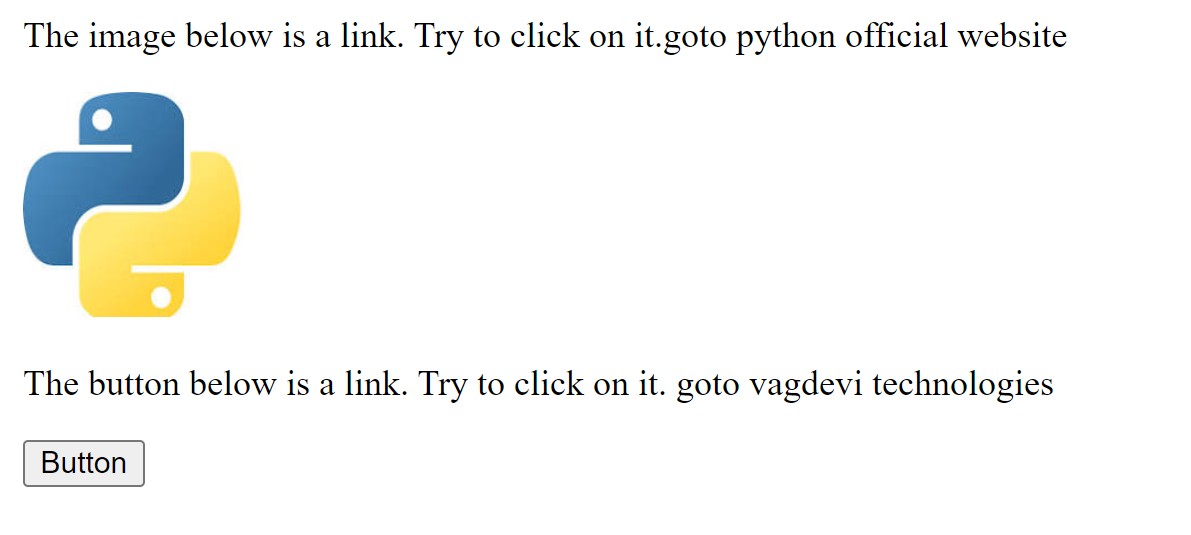 The image below is a link. Try to click on it.goto python official website
The button below is a link. Try to click on it. goto vagdevi technologies
Button